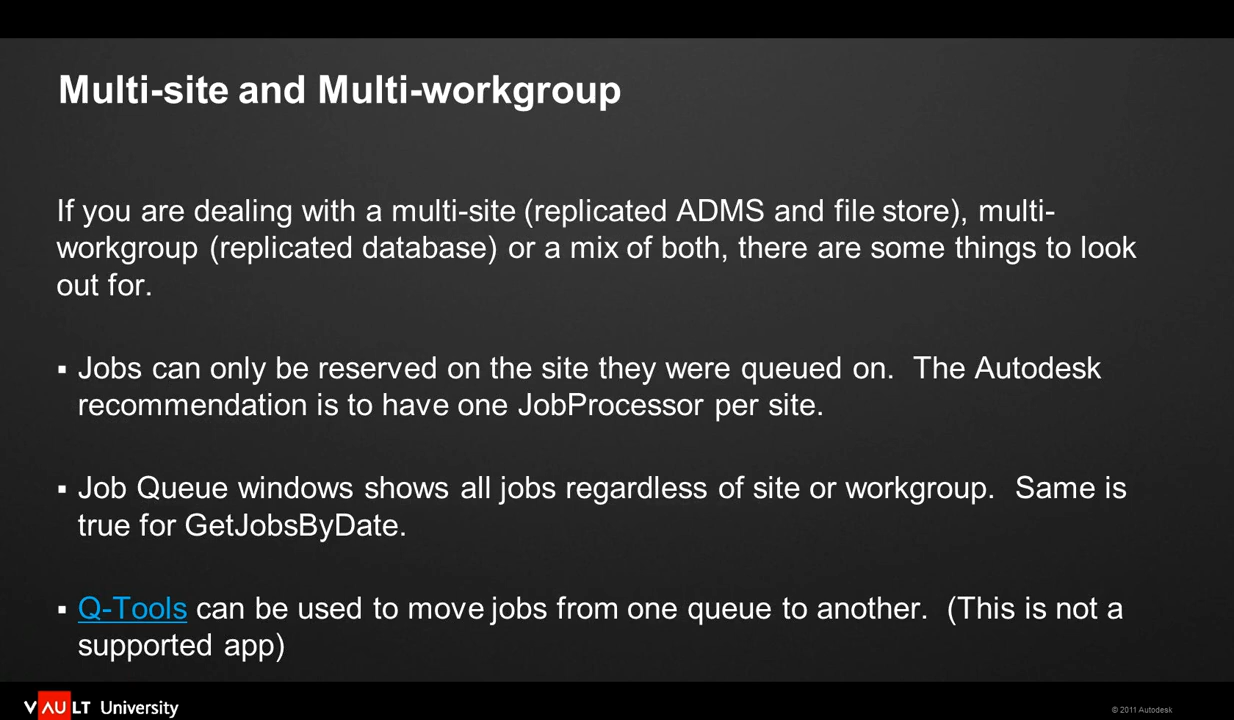 Multi-site and Multi-workgroup
If you are dealing with a multi-site (replicated ADMS and file store), multi-
workgroup (replicated database) or a mix of both, there are some things to look
out for.
▪ Jobs can only be reserved on the site they were queued on.  The Autodesk
recommendation is to have one JobProcessor per site.
▪ Job Queue windows shows all jobs regardless of site or workgroup.  Same is
true for GetJobsByDate.
▪ Q-Tools can be used to move jobs from one queue to another.  (This is not a
supported app)
VAULT University
© 2011 Autodesk